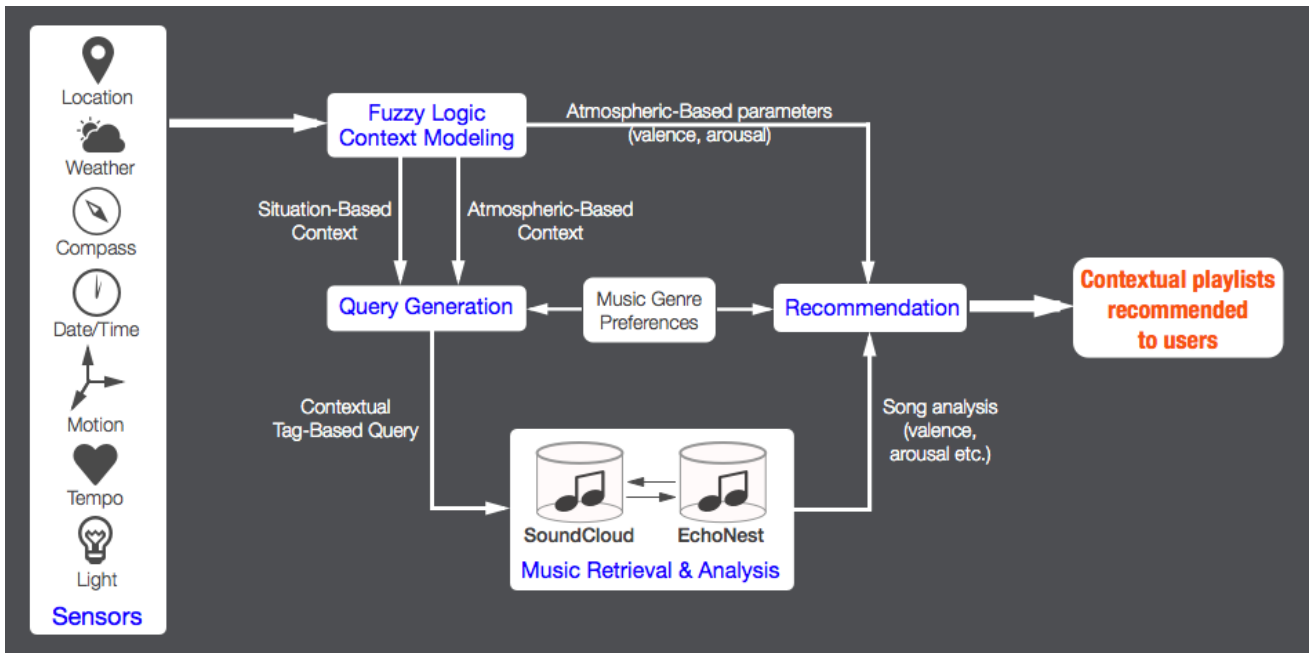 Location
Weather
Compass
Date/Time
Motion
Tempo
Light
Sensors
Fuzzy Logic
Context Modeling
Atmospheric-Based parameters
(valence, arousal)
Situation-Based
Context
Atmospheric-Based
Context
Query Generation
Music Genre
Preferences
Recommendation
Contextual playlists
recommended
to users
Contextual
Tag-Based Query
Song analysis
(valence,
arousal etc.)
SoundCloud
EchoNest
Music Retrieval & Analysis